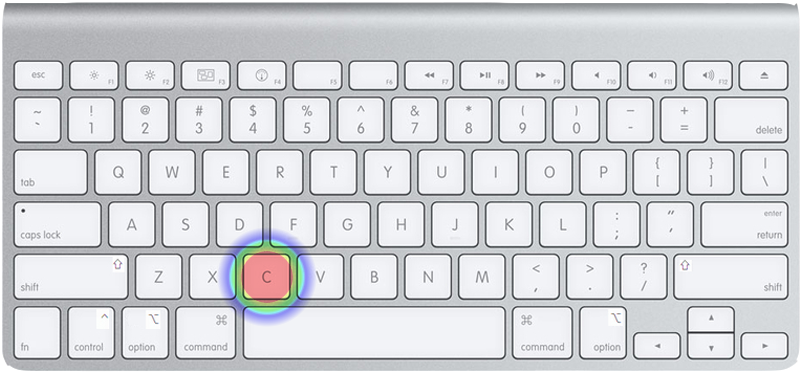 esc F1 F2 F3 F4 F5 F6 F7 F8 F9 F10 F11 F12
~ ! @ # $ % ^ & * ( ) — +
` 1 2 3 4 5 6 7 8 9 0 - = delete
tab Q W E R T Y U I O P { [ } ] | \
caps lock A S D F G H J K L : ; " ' enter return
shift Z X C V B N M < , > . ? / shift
fn control option command command option